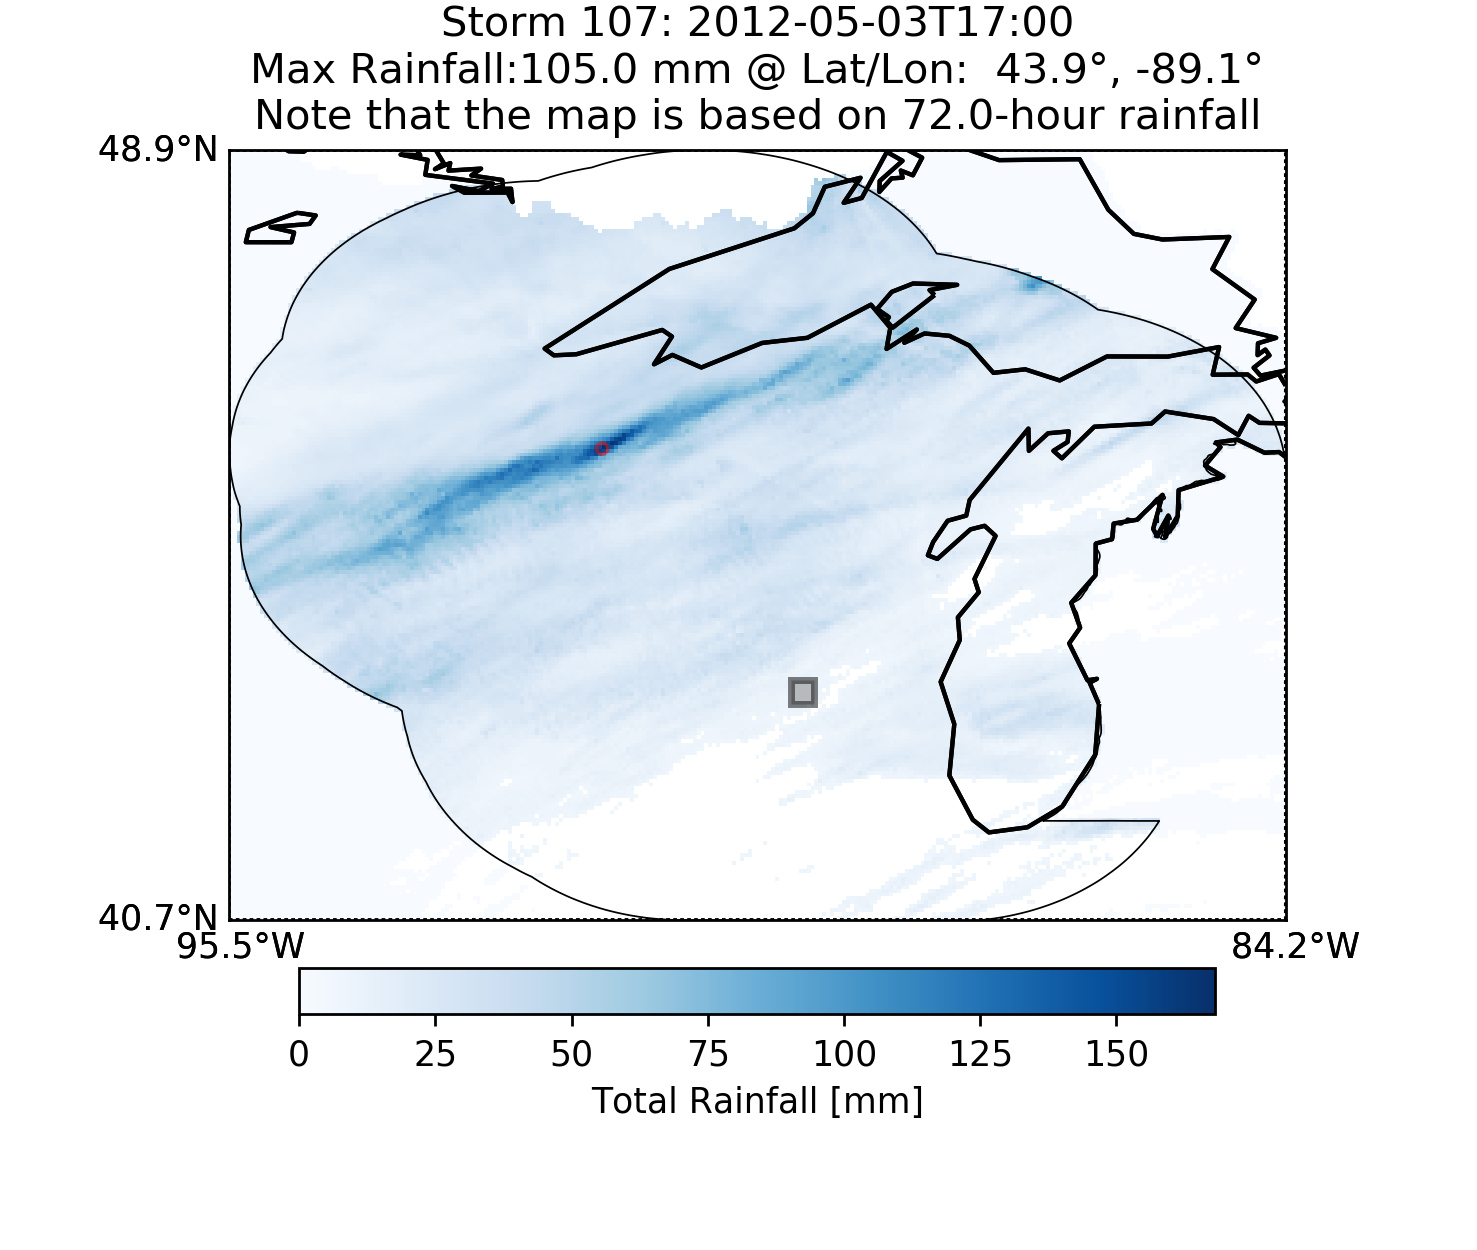 Storm 107: 2012-05-03T17:00
Max Rainfall:105.0 mm @ Lat/Lon:  43.9°, -89.1°
Note that the map is based on 72.0-hour rainfall
48.9°N
40.7°N
95.5°W 84.2°W
0 25 50 75 100 125 150
Total Rainfall [mm]